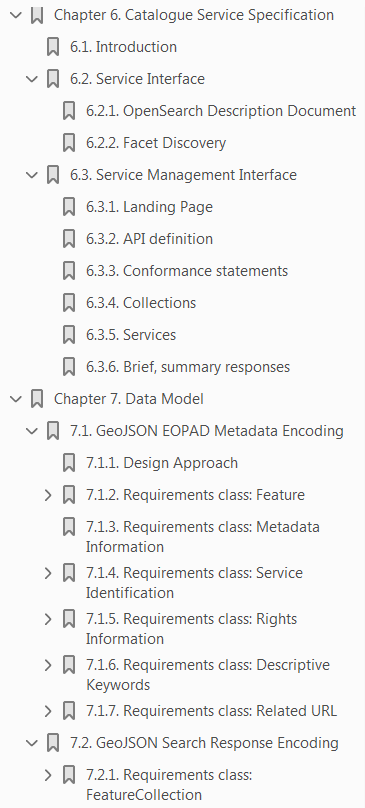 Chapter 6. Catalogue Service Specification
6.1. Introduction
6.2. Service Interface
6.2.1. OpenSearch Description Document
6.2.2. Facet Discovery
6.3. Service Management Interface
6.3.1. Landing Page
6.3.2. API definition
6.3.3. Conformance statements
6.3.4. Collections
6.3.5. Services
6.3.6. Brief, summary responses
Chapter 7. Data Model
7.1. GeoJSON EOPAD Metadata Encoding
7.1.1. Design Approach
7.1.2. Requirements class: Feature
7.1.3. Requirements class: Metadata
Information
7.1.4. Requirements class: Service
Identification
7.1.5. Requirements class: Rights
Information
7.1.6. Requirements class: Descriptive
Keywords
7.1.7. Requirements class: Related URL
7.2. GeoJSON Search Response Encoding
7.2.1. Requirements class:
FeatureCollection